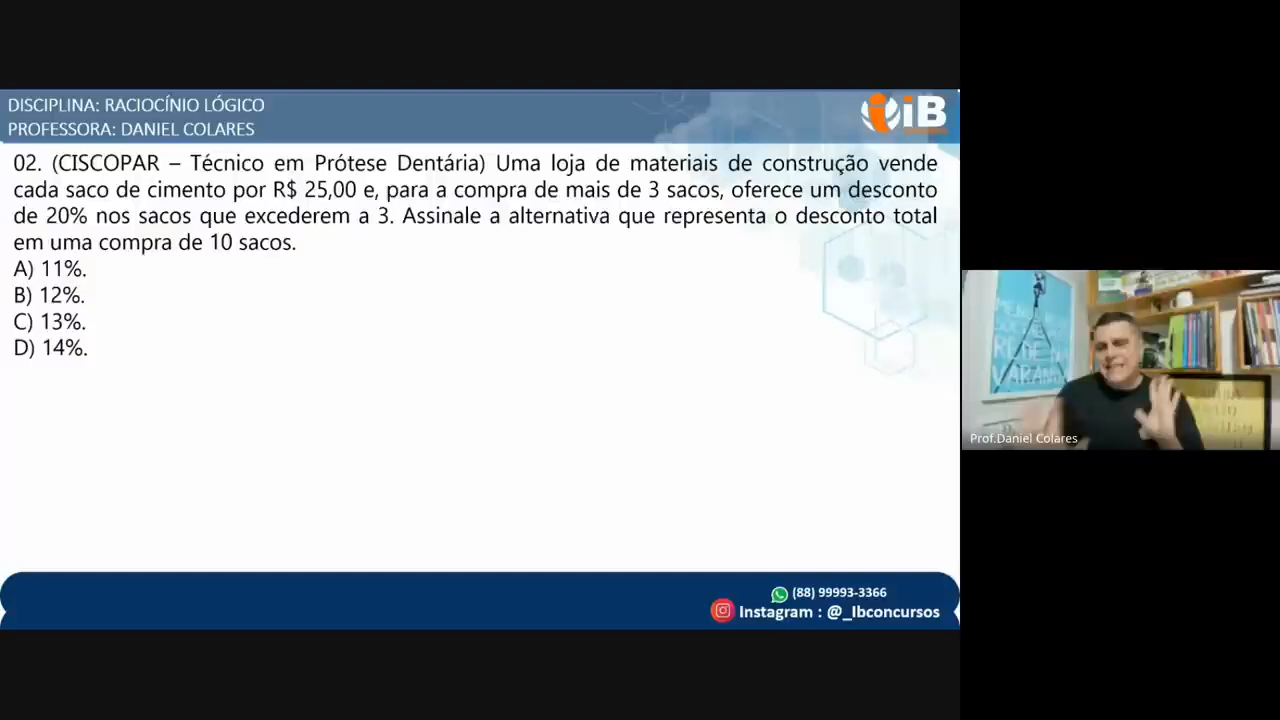 DISCIPLINA: RACIOCÍNIO LÓGICO
PROFESSORA: DANIEL COLARES
iB
02. (CISCOPAR – Técnico em Prótese Dentária) Uma loja de materiais de construção vende
cada saco de cimento por R$ 25,00 e, para a compra de mais de 3 sacos, oferece um desconto
de 20% nos sacos que excederem a 3. Assinale a alternativa que representa o desconto total
em uma compra de 10 sacos.
A) 11%.
B) 12%.
C) 13%.
D) 14%.
REDE
VARAN
Prof.Daniel Colares
(88) 99993-3366
Instagram : @_Ibconcursos